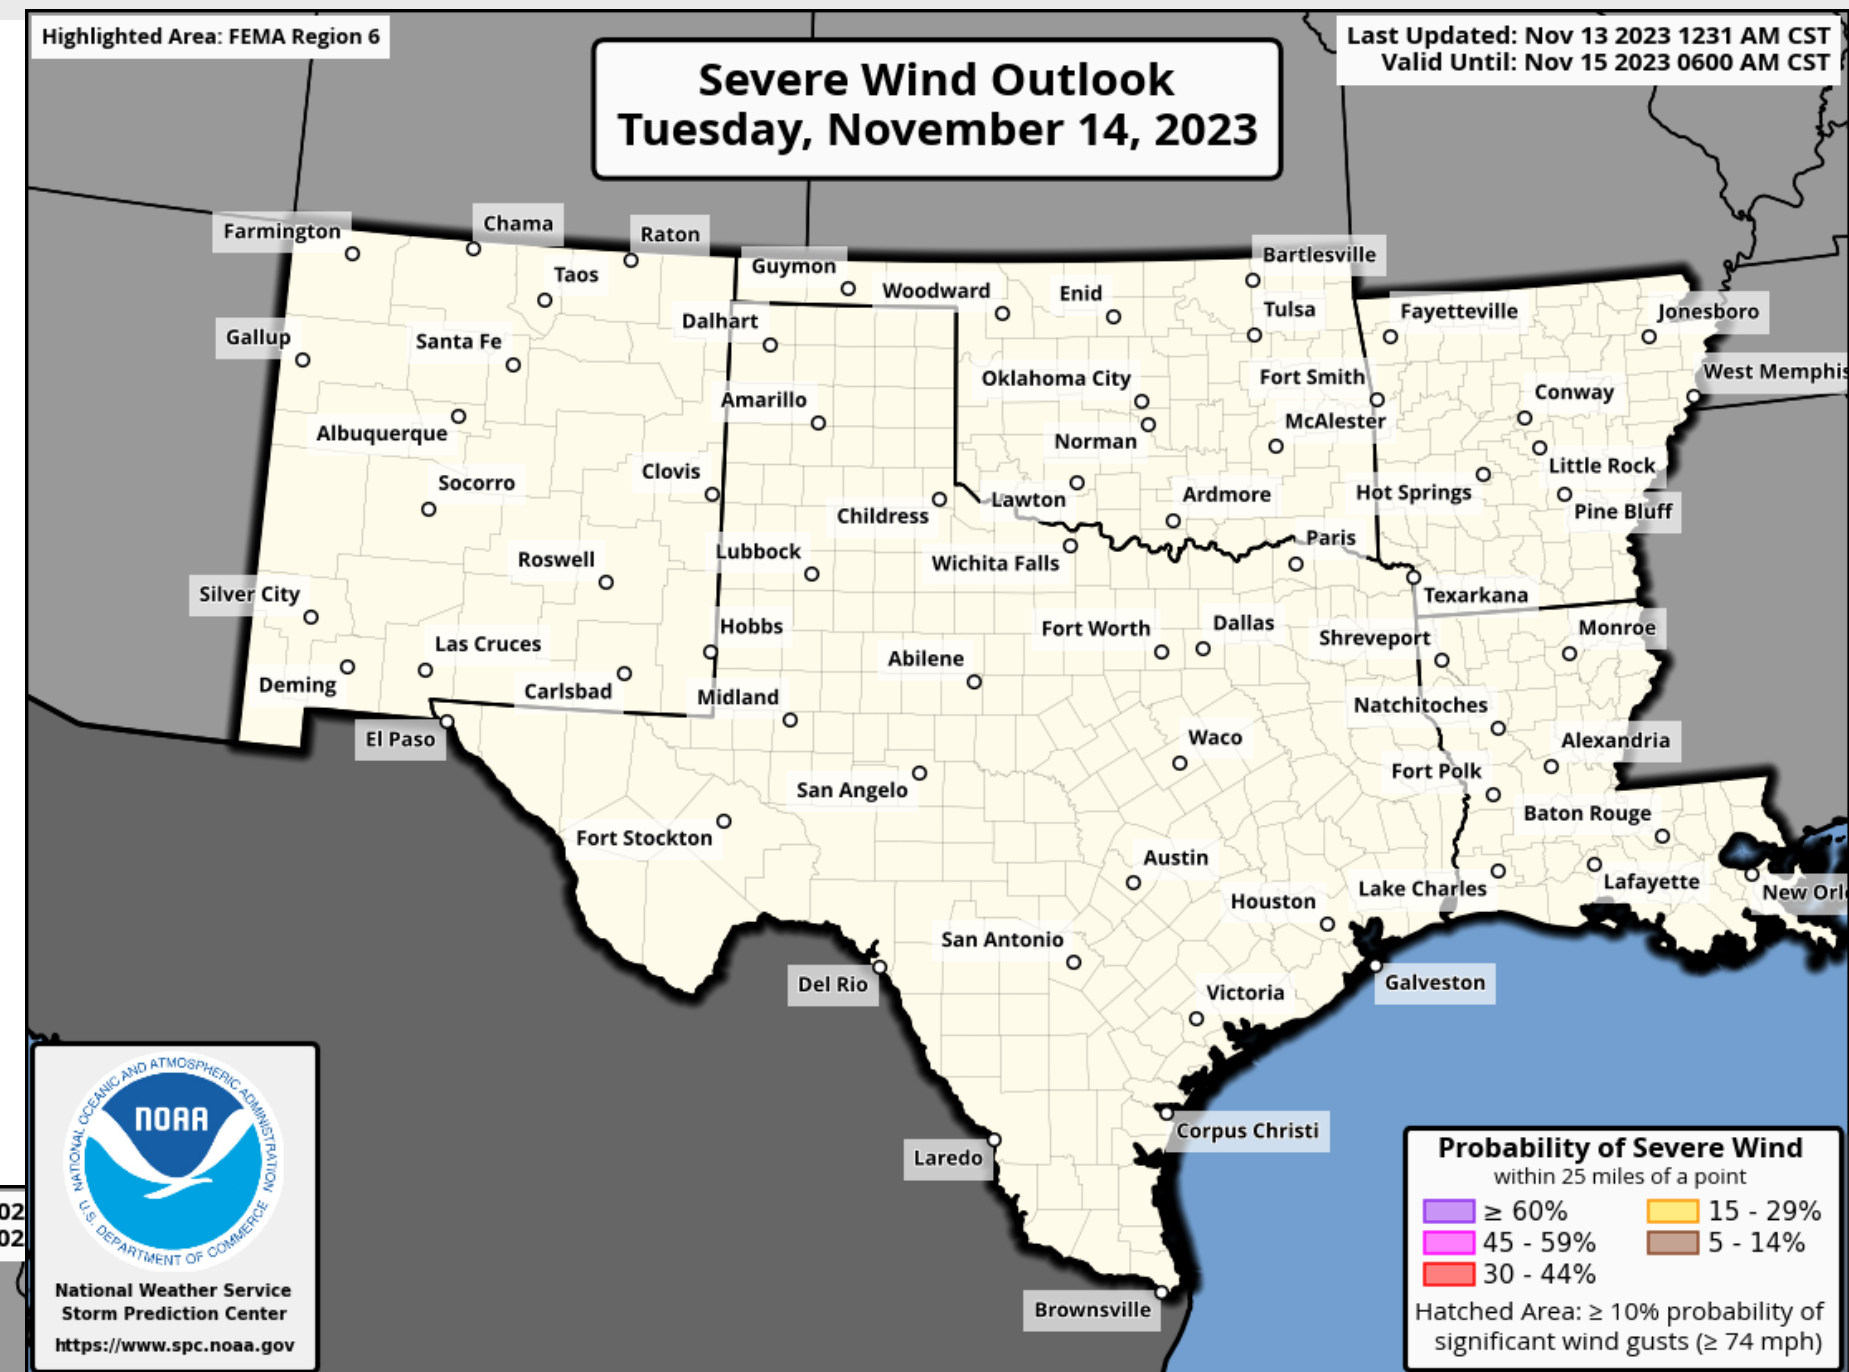 Highlighted Area: FEMA Region 6
Last Updated: Nov 13 2023 1231 AM CST
Valid Until: Nov 15 2023 0600 AM CST
Severe Wind Outlook
Tuesday, November 14, 2023
Farmington
Chama
Raton
Taos
Guymon
Woodward
Enid
Bartlesville
Tulsa
Fayetteville
Jonesboro
Gallup
Santa Fe
Dalhart
Oklahoma City
Fort Smith
West Memphis
Conway
Amarillo
Albuquerque
Norman
McAlester
Little Rock
Clovis
Socorro
Childress
Lawton
Ardmore
Hot Springs
Pine Bluff
Roswell
Lubbock
Wichita Falls
Paris
Silver City
Texarkana
Hobbs
Las Cruces
Abilene
Fort Worth
Dallas
Shreveport
Monroe
Deming
Carlsbad
Midland
Natchitoches
El Paso
Waco
Alexandria
San Angelo
Fort Polk
Fort Stockton
Baton Rouge
Austin
Houston
Lake Charles
Lafayette
New Orl
San Antonio
Del Rio
Victoria
Galveston
Corpus Christi
Laredo
Brownsville
NATIONAL OCEANIC AND ATMOSPHERIC ADMINISTRATION
NOAA
U.S. DEPARTMENT OF COMMERCE
National Weather Service
Storm Prediction Center
https://www.spc.noaa.gov
02
02
Probability of Severe Wind
within 25 miles of a point
≥ 60% 15 - 29%
45 - 59% 5 - 14%
30 - 44%
Hatched Area: ≥ 10% probability of
significant wind gusts (≥ 74 mph)